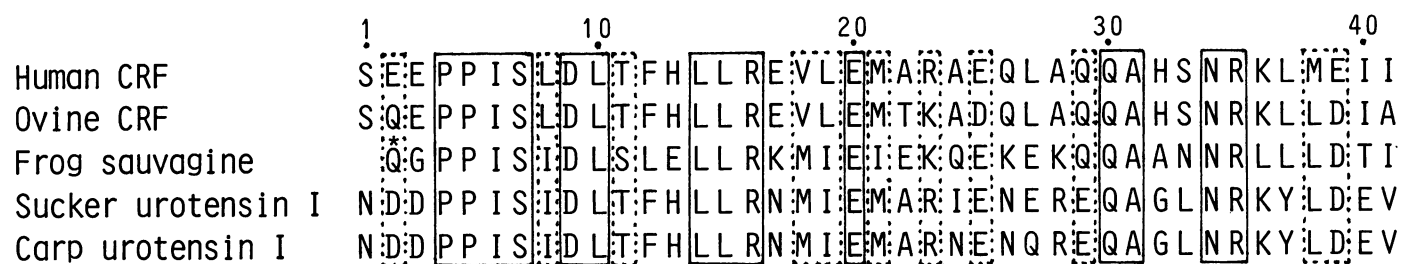 1 10 20 30 40
Human CRF S E E P P I S L D L T F H L L R E V L E M A R A E Q L A Q Q A H S N R K L M E I I
Ovine CRF S Q E P P I S L D L T F H L L R E V L E M T K A D Q L A Q Q A H S N R K L L D I A
*
Frog sauvagine Q G P P I S I D L S L E L L R K M I E I E K Q E K E K Q Q A A N N R L L L D T I
Sucker urotensin I N D D P P I S I D L T F H L L R N M I E M A R I E N E R E Q A G L N R K Y L D E V
Carp urotensin I N D D P P I S I D L T F H L L R N M I E M A R N E N Q R E Q A G L N R K Y L D E V